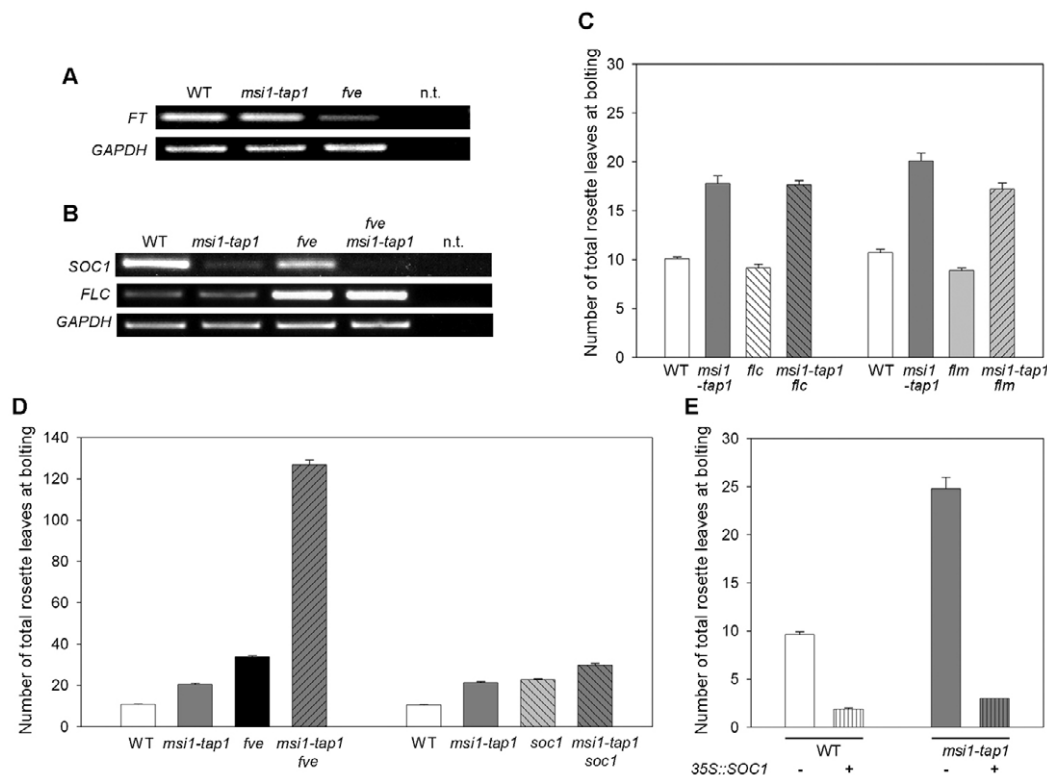 A
WT msi1-tap1 fve n.t.
FT
GAPDH
B
WT msi1-tap1 fve fve msi1-tap1 n.t.
SOC1
FLC
GAPDH
C
Number of total rosette leaves at bolting
30
20
10
0
WT msi1-tap1 flc msi1-tap1 flc WT msi1-tap1 flm msi1-tap1 flm
D
Number of total rosette leaves at bolting
140
120
100
80
60
40
20
0
WT msi1-tap1 fve msi1-tap1 fve WT msi1-tap1 soc1 msi1-tap1 soc1
E
Number of total rosette leaves at bolting
30
25
20
15
10
5
0
WT msi1-tap1
35S::SOC1 - + - +